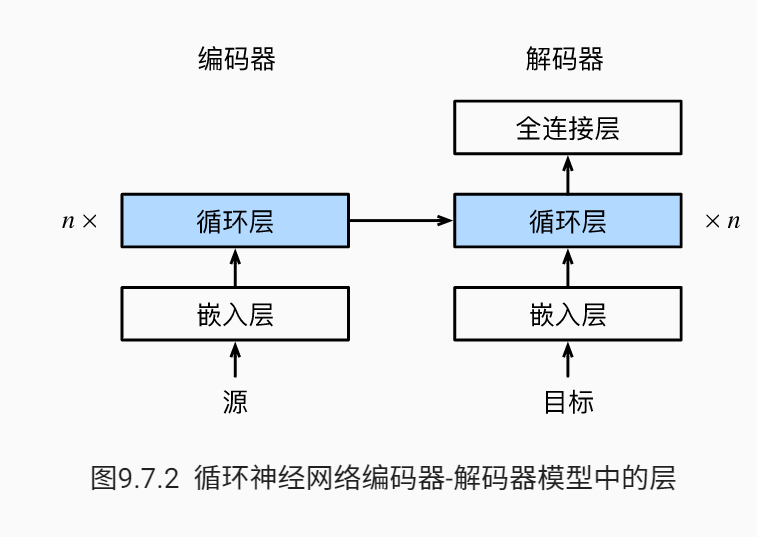 编码器
解码器
全连接层
n ×
循环层
循环层
× n
嵌入层
嵌入层
源
目标
图9.7.2 循环神经网络编码器-解码器模型中的层